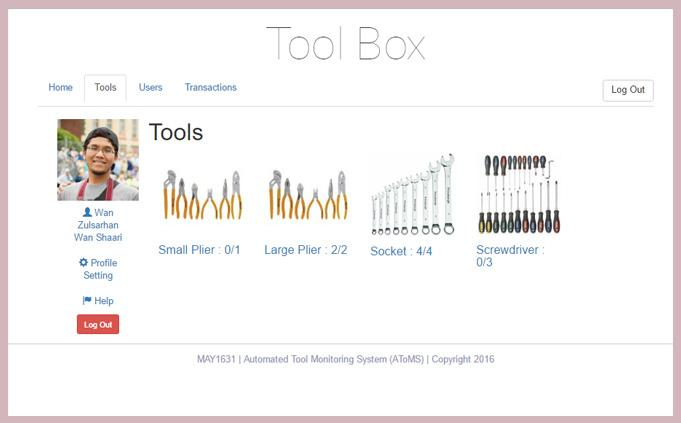 Tool Box
Home Tools Users Transactions Log Out
Tools
Wan
Zulsarhan
Wan Shaari
Profile
Setting
Help
Log Out
Small Plier : 0/1
Large Plier : 2/2
Socket : 4/4
Screwdriver :
0/3
MAY1631 | Automated Tool Monitoring System (AToMS) | Copyright 2016